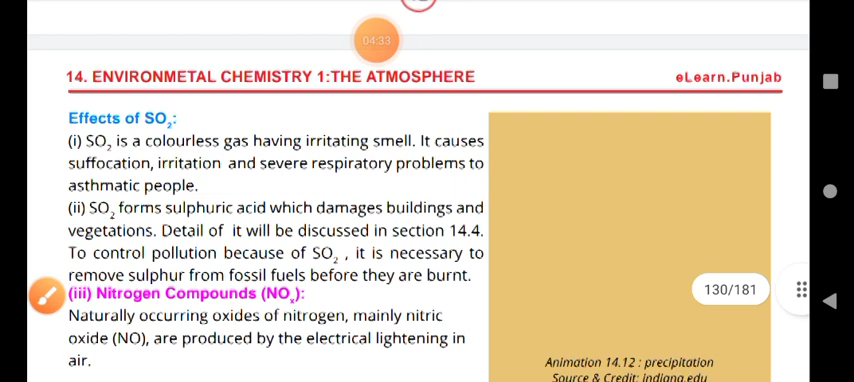 04:33
14. ENVIRONMETAL CHEMISTRY 1:THE ATMOSPHERE
eLearn.Punjab
Effects of SO₂:
(i) SO₂ is a colourless gas having irritating smell. It causes
suffocation, irritation and severe respiratory problems to
asthmatic people.
(ii) SO₂ forms sulphuric acid which damages buildings and
vegetations. Detail of it will be discussed in section 14.4.
To control pollution because of SO₂ , it is necessary to
remove sulphur from fossil fuels before they are burnt.
(iii) Nitrogen Compounds (NOₓ):
Naturally occurring oxides of nitrogen, mainly nitric
oxide (NO), are produced by the electrical lightening in
air.
130/181
Animation 14.12 : precipitation
Source & Credit: indiana.edu